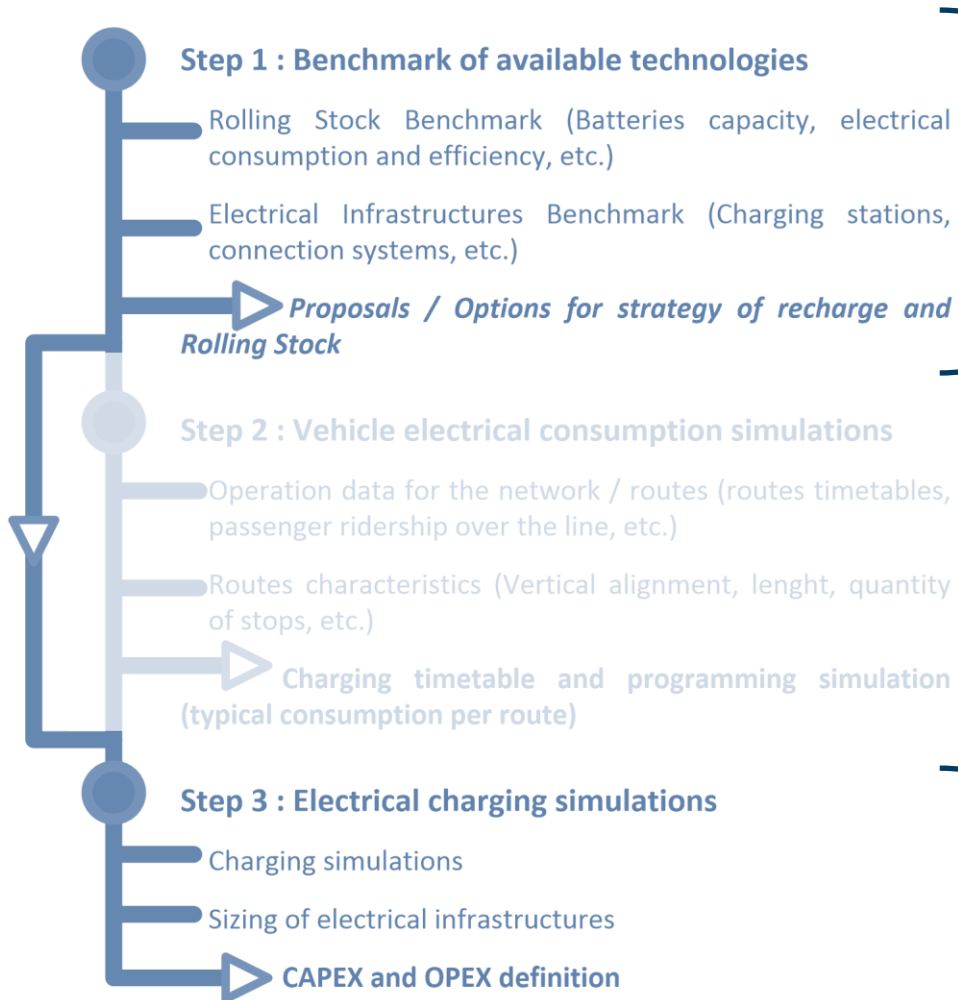 Step 1 : Benchmark of available technologies
Rolling Stock Benchmark (Batteries capacity, electrical
consumption and efficiency, etc.)
Electrical Infrastructures Benchmark (Charging stations,
connection systems, etc.)
Proposals / Options for strategy of recharge and
Rolling Stock
Step 2 : Vehicle electrical consumption simulations
Operation data for the network / routes (routes timetables,
passenger ridership over the line, etc.)
Routes characteristics (Vertical alignment, lenght, quantity
of stops, etc.)
Charging timetable and programming simulation
(typical consumption per route)
Step 3 : Electrical charging simulations
Charging simulations
Sizing of electrical infrastructures
CAPEX and OPEX definition